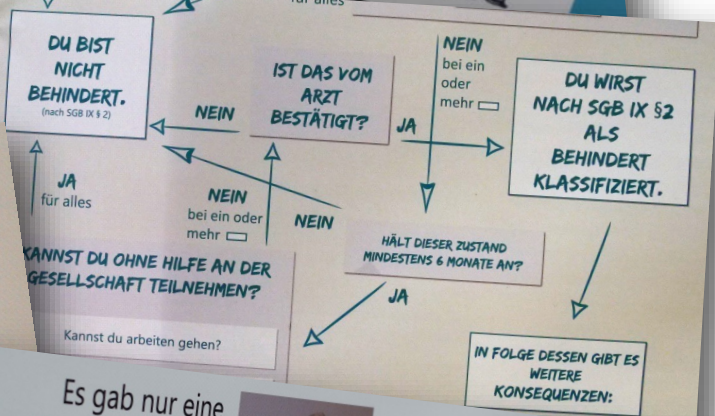 für alles
DU BIST
NICHT
BEHINDERT.
(nach SGB IX § 2)
NEIN
IST DAS VOM
ARZT
BESTÄTIGT?
JA
NEIN
bei ein
oder
mehr
DU WIRST
NACH SGB IX §2
ALS
BEHINDERT
KLASSIFIZIERT.
JA
für alles
NEIN
bei ein oder
mehr
NEIN
HÄLT DIESER ZUSTAND
MINDESTENS 6 MONATE AN?
JA
KANNST DU OHNE HILFE AN DER
GESELLSCHAFT TEILNEHMEN?
Kannst du arbeiten gehen?
IN FOLGE DESSEN GIBT ES
WEITERE
KONSEQUENZEN:
Es gab nur eine